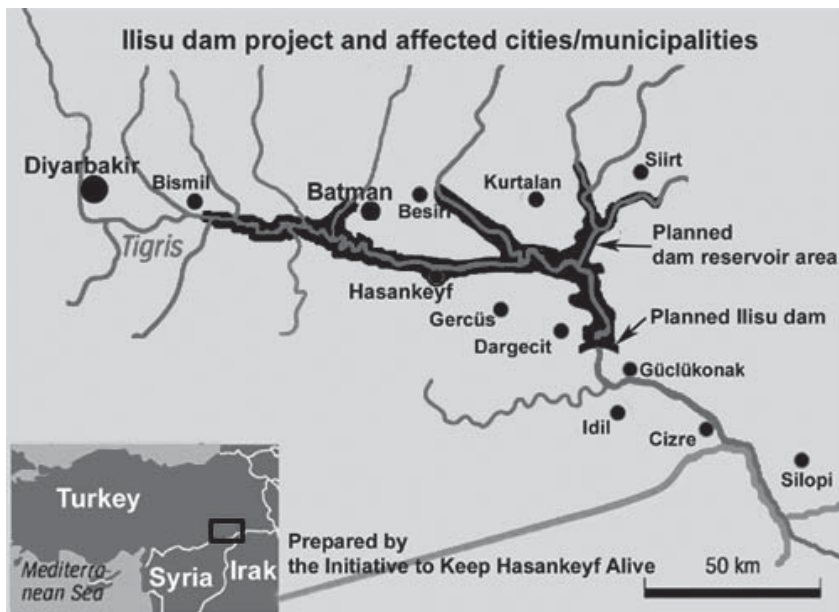 Ilisu dam project and affected cities/municipalities
Diyarbakir
Bismil
Batman
Besiri
Kurtalan
Siirt
Tigris
Planned
dam reservoir area
Hasankeyf
Gercüs
Planned Ilisu dam
Dargecit
Güclükonak
Idil
Cizre
Silopi
Turkey
Mediterra-
nean Sea
Syria
Irak
Prepared by
the Initiative to Keep Hasankeyf Alive
50 km